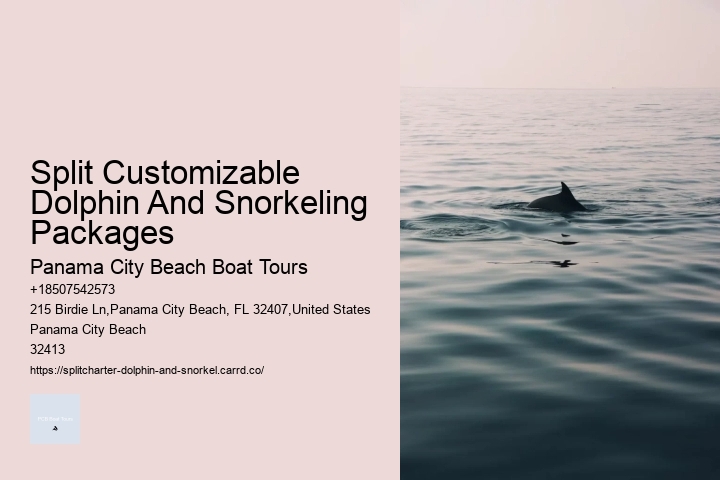 Split Customizable
Dolphin And Snorkeling
Packages
Panama City Beach Boat Tours
+18507542573
215 Birdie Ln,Panama City Beach, FL 32407,United States
Panama City Beach
32413
https://splitcharter-dolphin-and-snorkel.carrd.co/